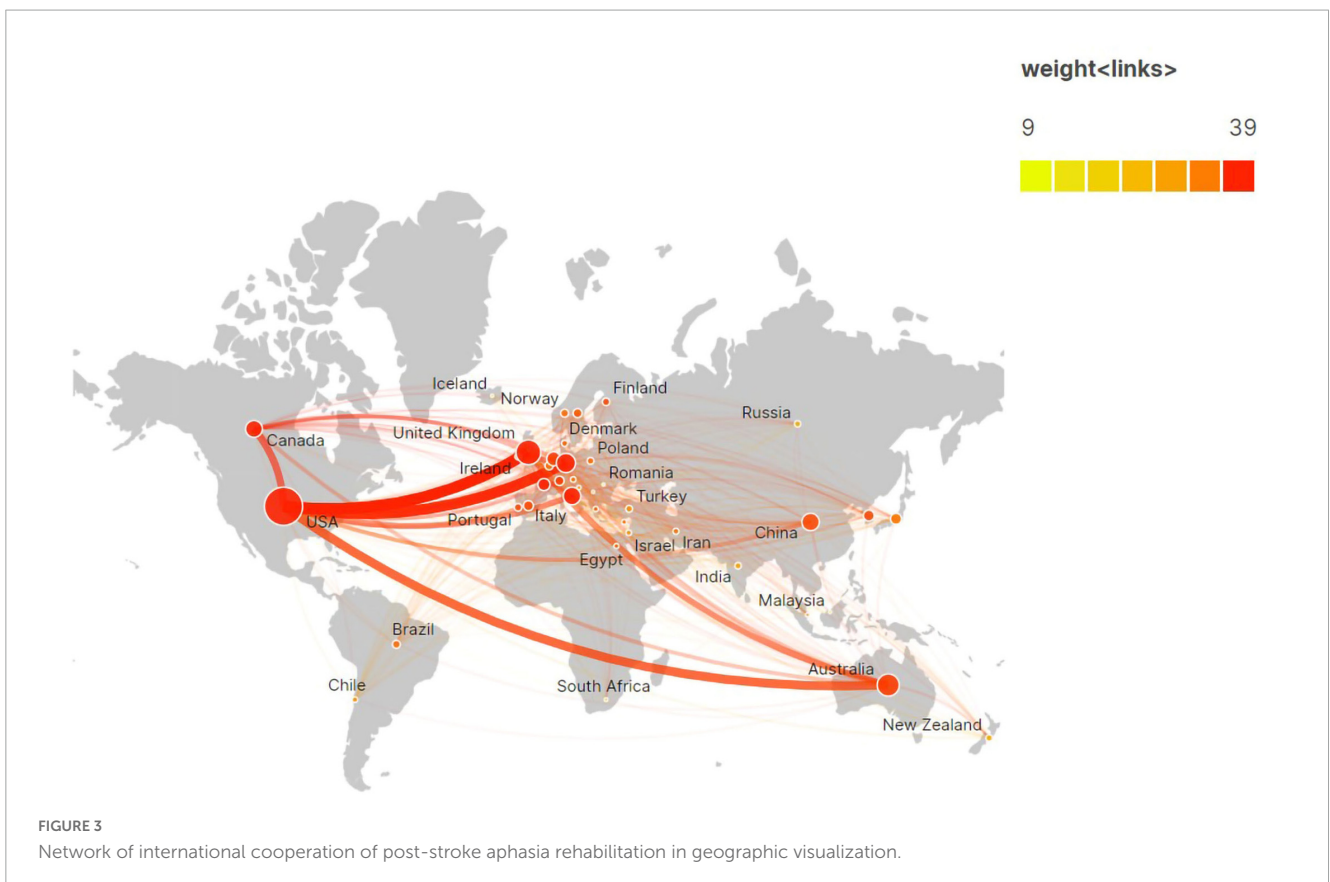 weight<links>
9 39
Iceland
Finland
Norway
Russia
Denmark
United Kingdom
Canada
Poland
Ireland
Romania
Turkey
USA
Portugal
Italy
China
Israel
Iran
Egypt
India
Malaysia
Brazil
Australia
Chile
South Africa
New Zealand
FIGURE 3
Network of international cooperation of post-stroke aphasia rehabilitation in geographic visualization.